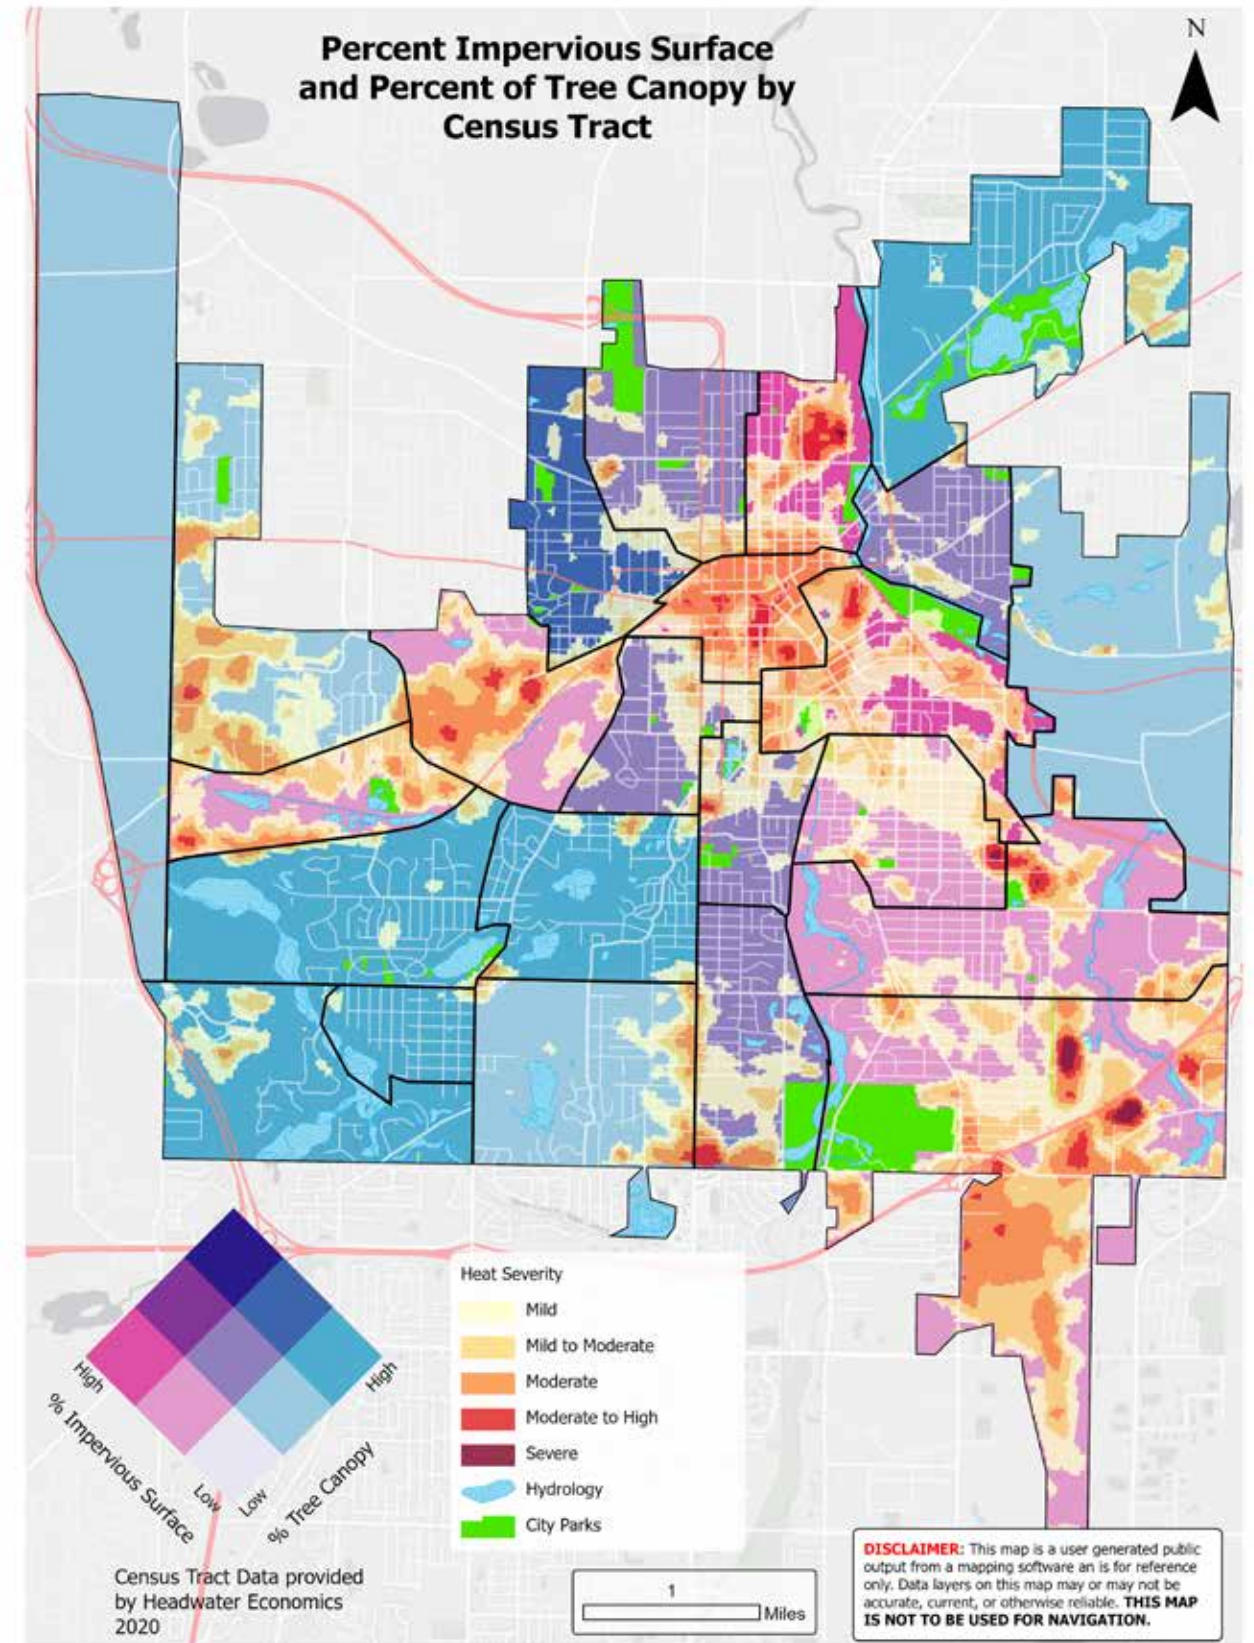 Percent Impervious Surface
and Percent of Tree Canopy by
Census Tract
N
High
High
% Impervious Surface
Low
Low
% Tree Canopy
Heat Severity
Mild
Mild to Moderate
Moderate
Moderate to High
Severe
Hydrology
City Parks
Census Tract Data provided
by Headwater Economics
2020
1
Miles
DISCLAIMER: This map is a user generated public
output from a mapping software an is for reference
only. Data layers on this map may or may not be
accurate, current, or otherwise reliable. THIS MAP
IS NOT TO BE USED FOR NAVIGATION.